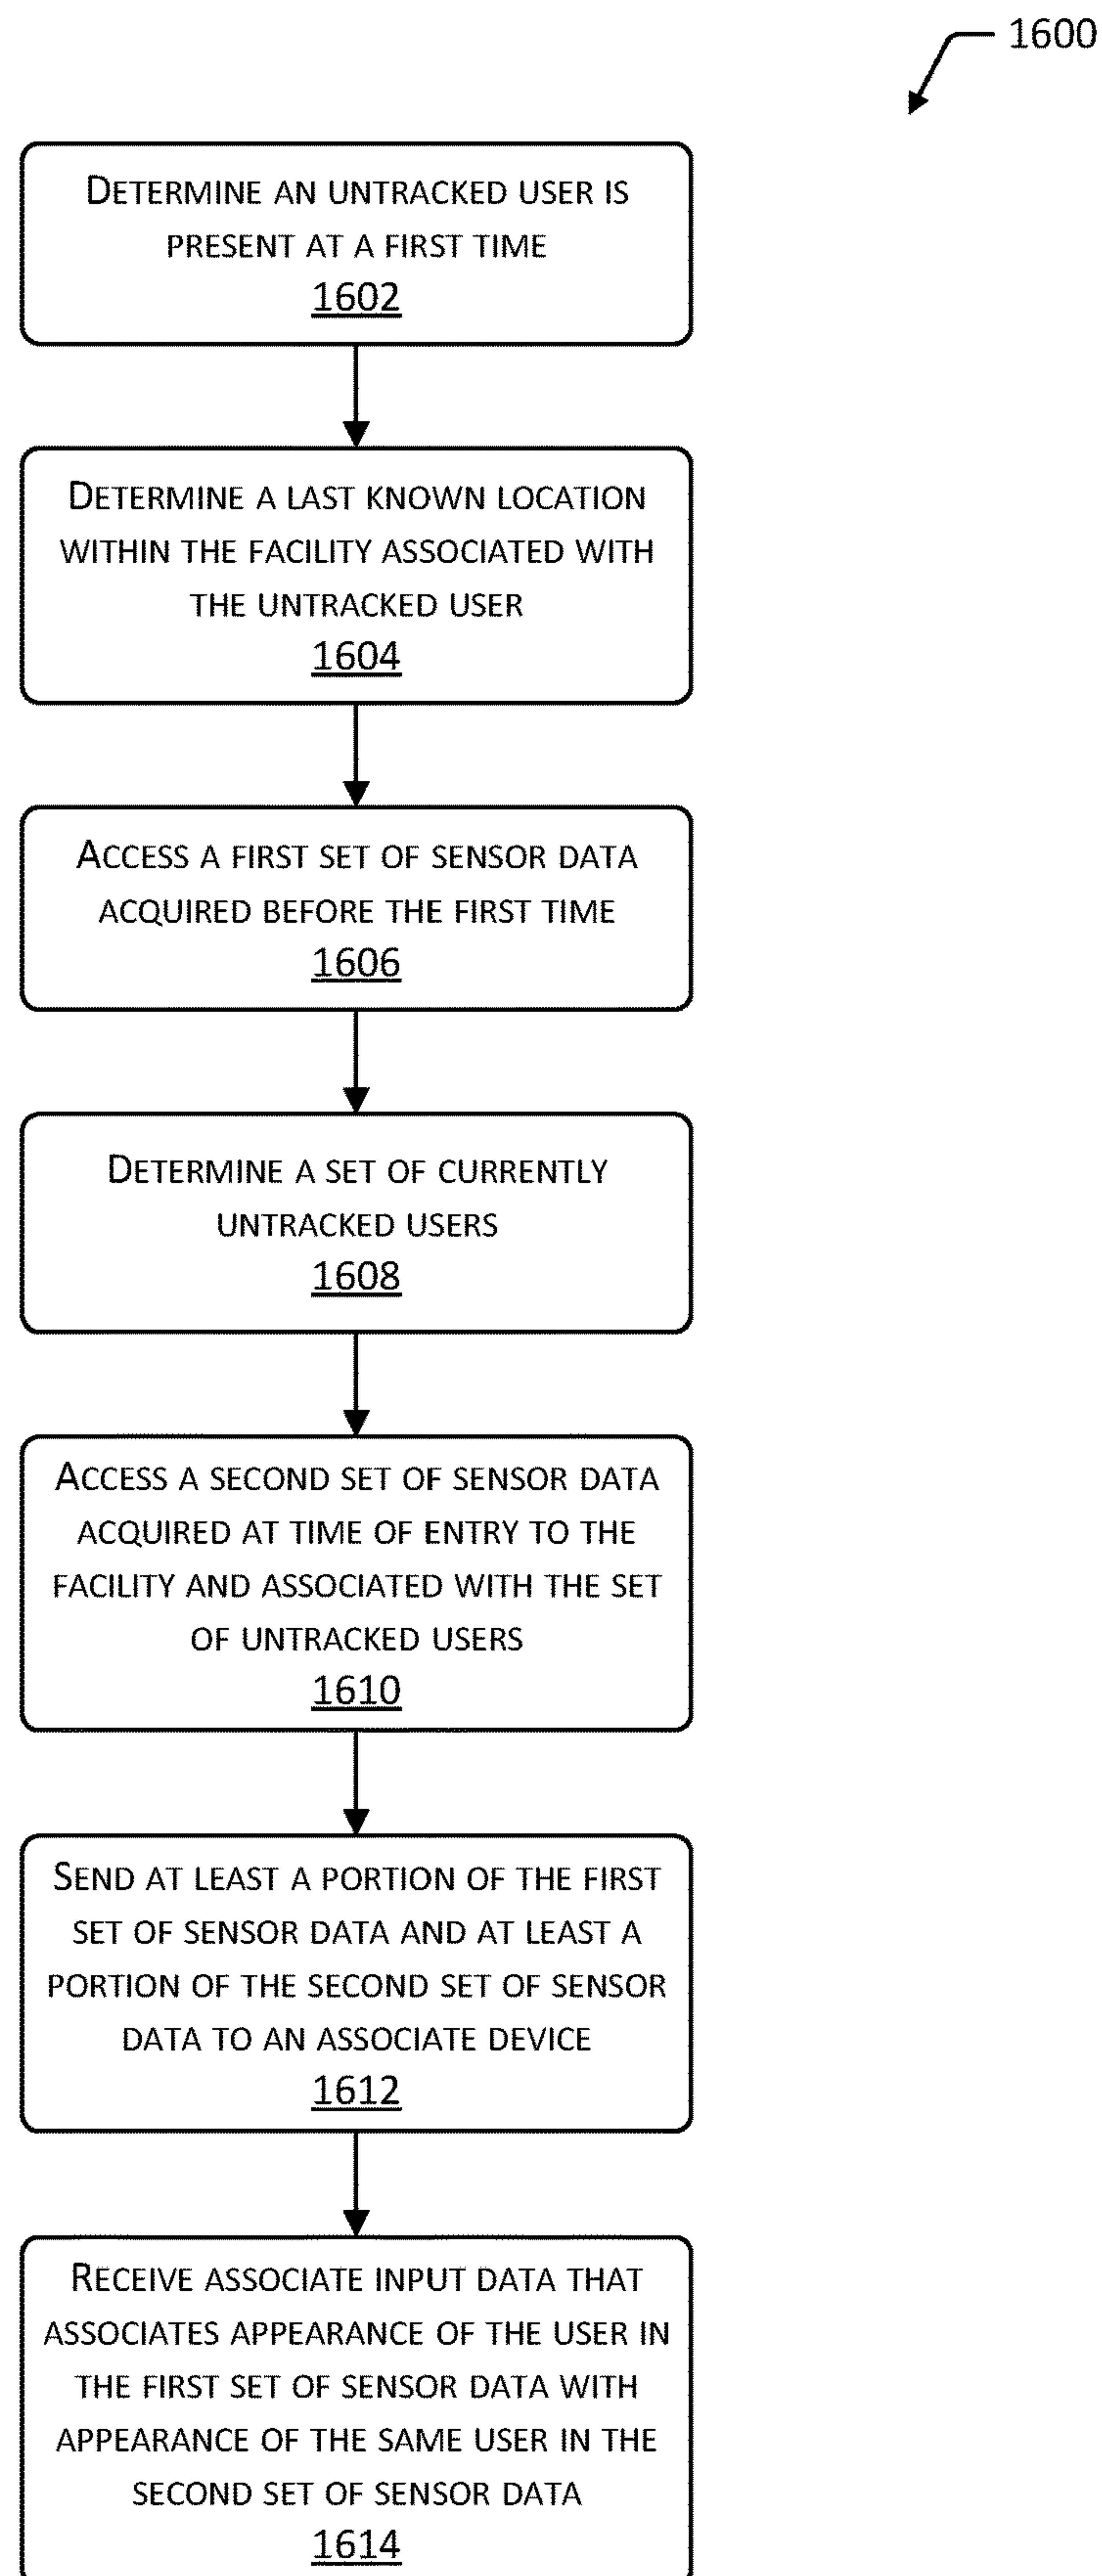 1600
DETERMINE AN UNTRACKED USER IS
PRESENT AT A FIRST TIME
1602
DETERMINE A LAST KNOWN LOCATION
WITHIN THE FACILITY ASSOCIATED WITH
THE UNTRACKED USER
1604
ACCESS A FIRST SET OF SENSOR DATA
ACQUIRED BEFORE THE FIRST TIME
1606
DETERMINE A SET OF CURRENTLY
UNTRACKED USERS
1608
ACCESS A SECOND SET OF SENSOR DATA
ACQUIRED AT TIME OF ENTRY TO THE
FACILITY AND ASSOCIATED WITH THE SET
OF UNTRACKED USERS
1610
SEND AT LEAST A PORTION OF THE FIRST
SET OF SENSOR DATA AND AT LEAST A
PORTION OF THE SECOND SET OF SENSOR
DATA TO AN ASSOCIATE DEVICE
1612
RECEIVE ASSOCIATE INPUT DATA THAT
ASSOCIATES APPEARANCE OF THE USER IN
THE FIRST SET OF SENSOR DATA WITH
APPEARANCE OF THE SAME USER IN THE
SECOND SET OF SENSOR DATA
1614